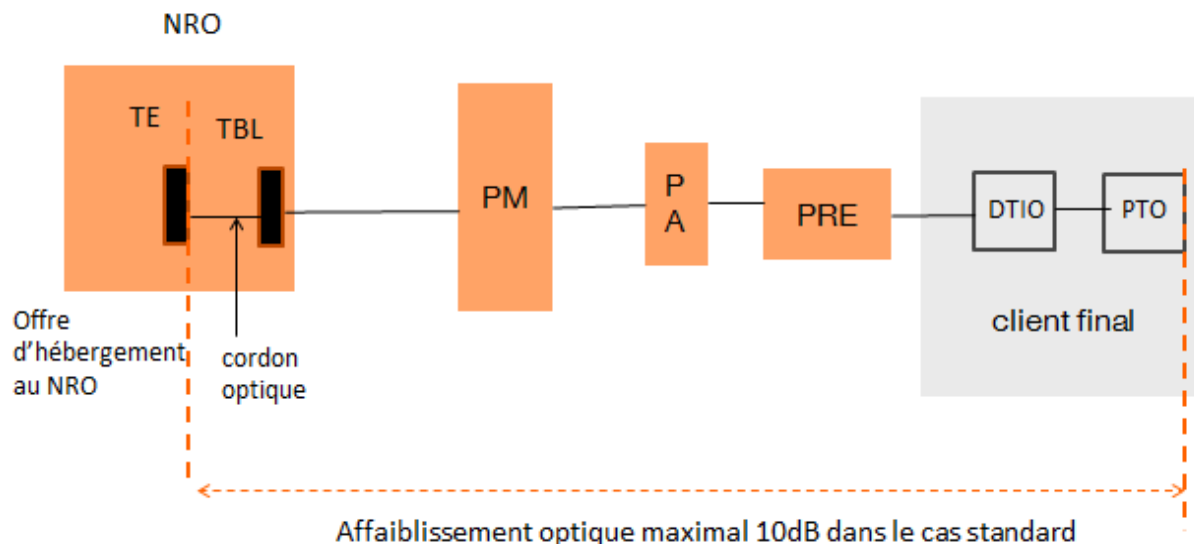 NRO
TE
TBL
PM
P
A
PRE
DTIO
PTO
client final
Offre
d'hébergement
au NRO
cordon
optique
Affaiblissement optique maximal 10dB dans le cas standard